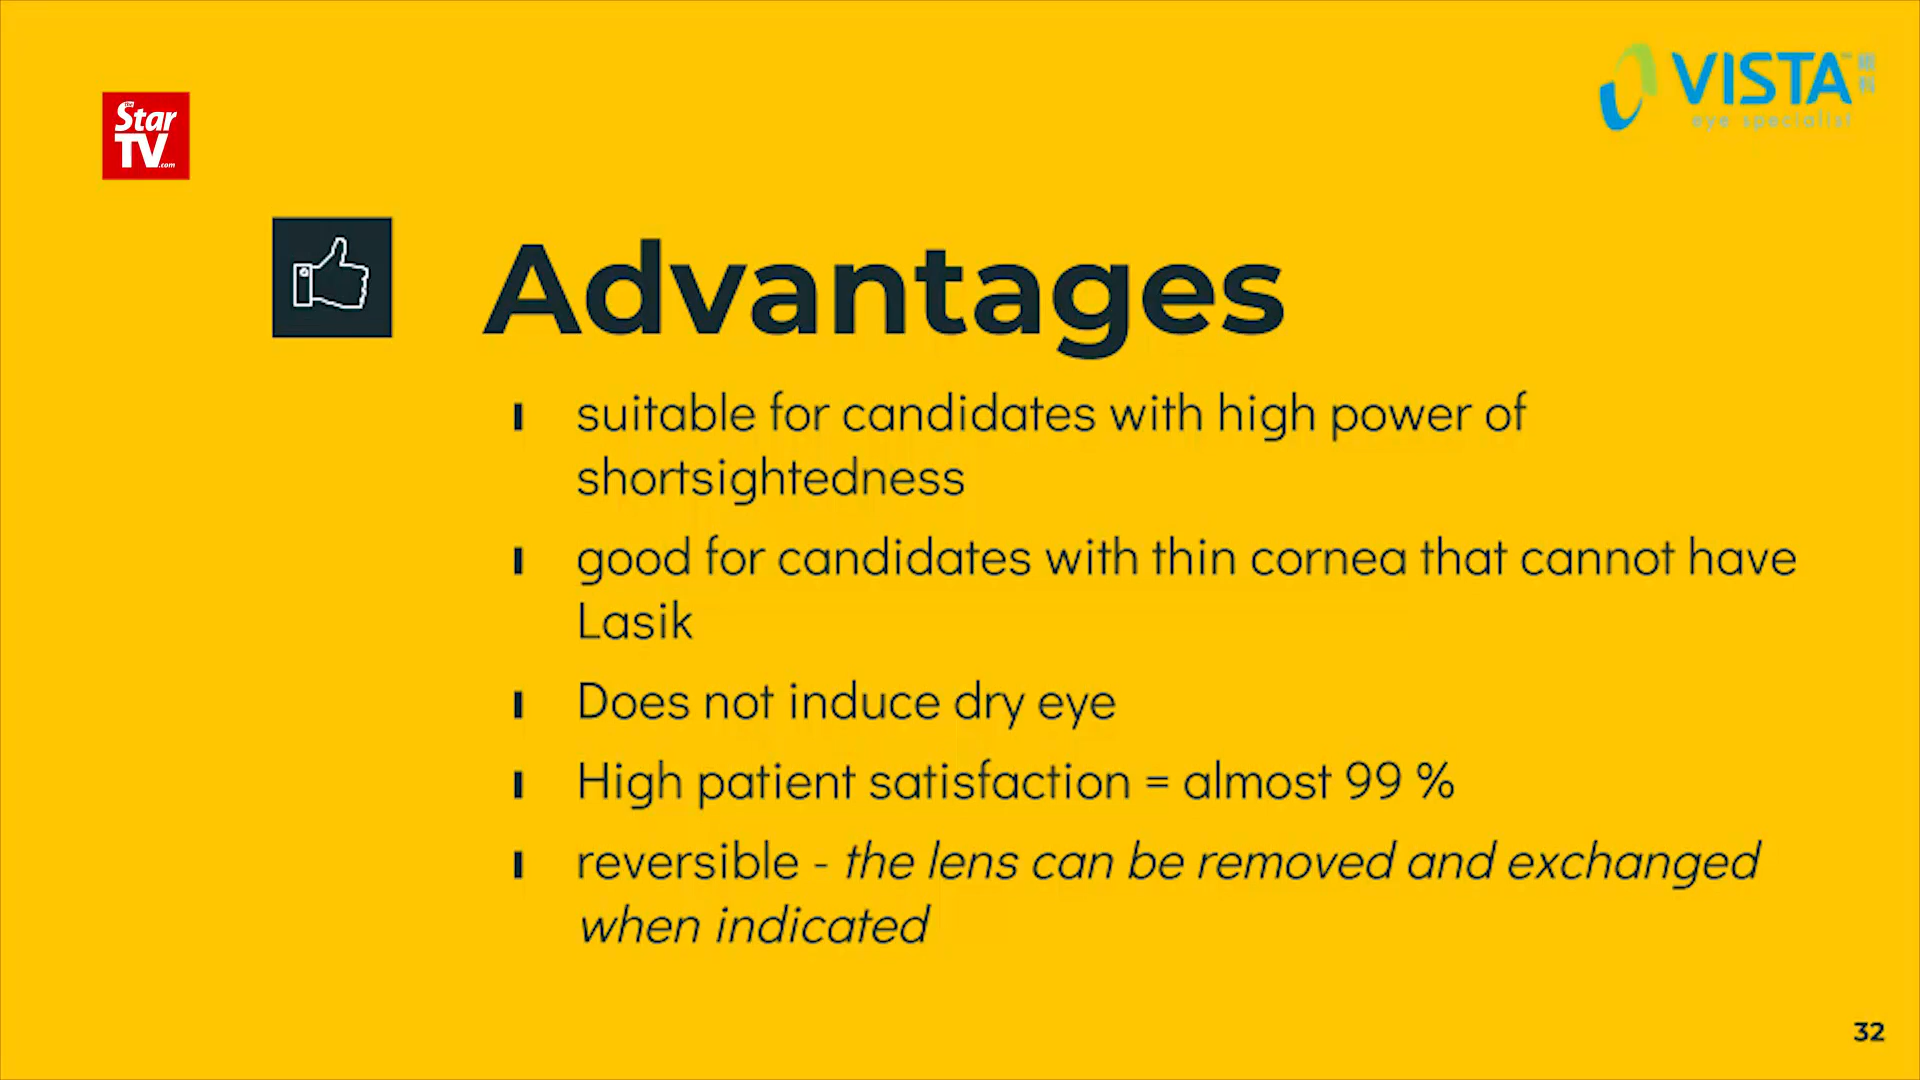 The
Star
TV.com
VISTA
eye specialist
Advantages
suitable for candidates with high power of
shortsightedness
good for candidates with thin cornea that cannot have
Lasik
Does not induce dry eye
High patient satisfaction = almost 99 %
reversible - the lens can be removed and exchanged
when indicated
32